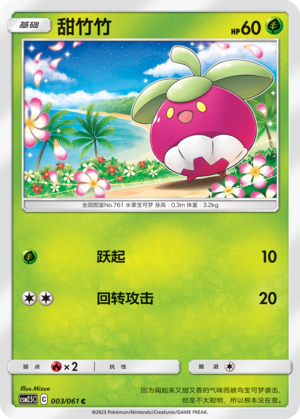 基础 甜竹竹 HP60
全国图鉴No.761 水果宝可梦 身高：0.3m 体重：3.2kg
跃起 10
回转攻击 20
弱点 ×2 抗性 撤退
Illus.Mizue
CSM2.5C C 003/061 C
因为闻起来又甜又香的气味而被鸟宝可梦袭击，
但是不太聪明，所以根本没在意。
©2023 Pokémon/Nintendo/Creatures/GAME FREAK.